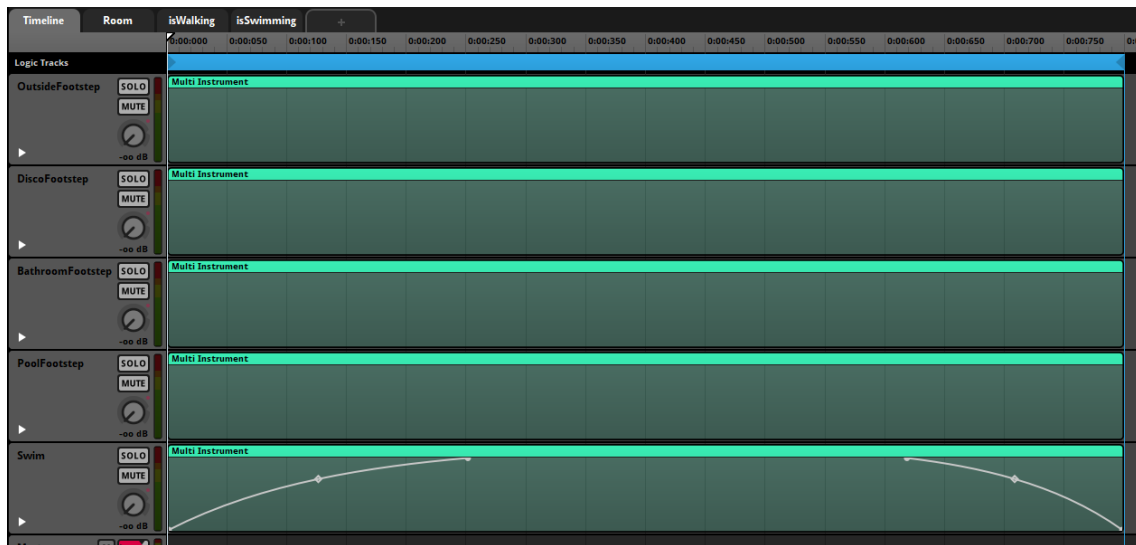 Timeline Room isWalking isSwimming +
0:00:000 0:00:050 0:00:100 0:00:150 0:00:200 0:00:250 0:00:300 0:00:350 0:00:400 0:00:450 0:00:500 0:00:550 0:00:600 0:00:650 0:00:700 0:00:750
Logic Tracks
OutsideFootstep SOLO Multi Instrument
MUTE
-oo dB
DiscoFootstep SOLO Multi Instrument
MUTE
-oo dB
BathroomFootstep SOLO Multi Instrument
MUTE
-oo dB
PoolFootstep SOLO Multi Instrument
MUTE
-oo dB
Swim SOLO Multi Instrument
MUTE
-oo dB